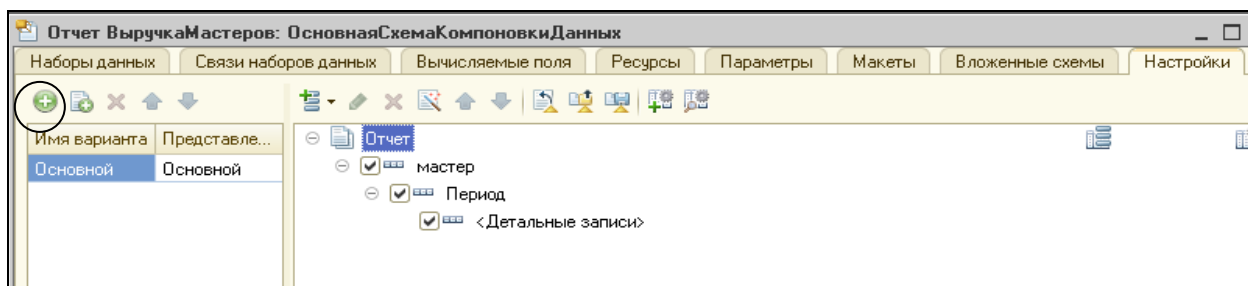 Отчет ВыручкаМастеров: ОсновнаяСхемаКомпоновкиДанных
Наборы данных Связи наборов данных Вычисляемые поля Ресурсы Параметры Макеты Вложенные схемы Настройки
Имя варианта Представле... Отчет
Основной Основной мастер
Период
<Детальные записи>